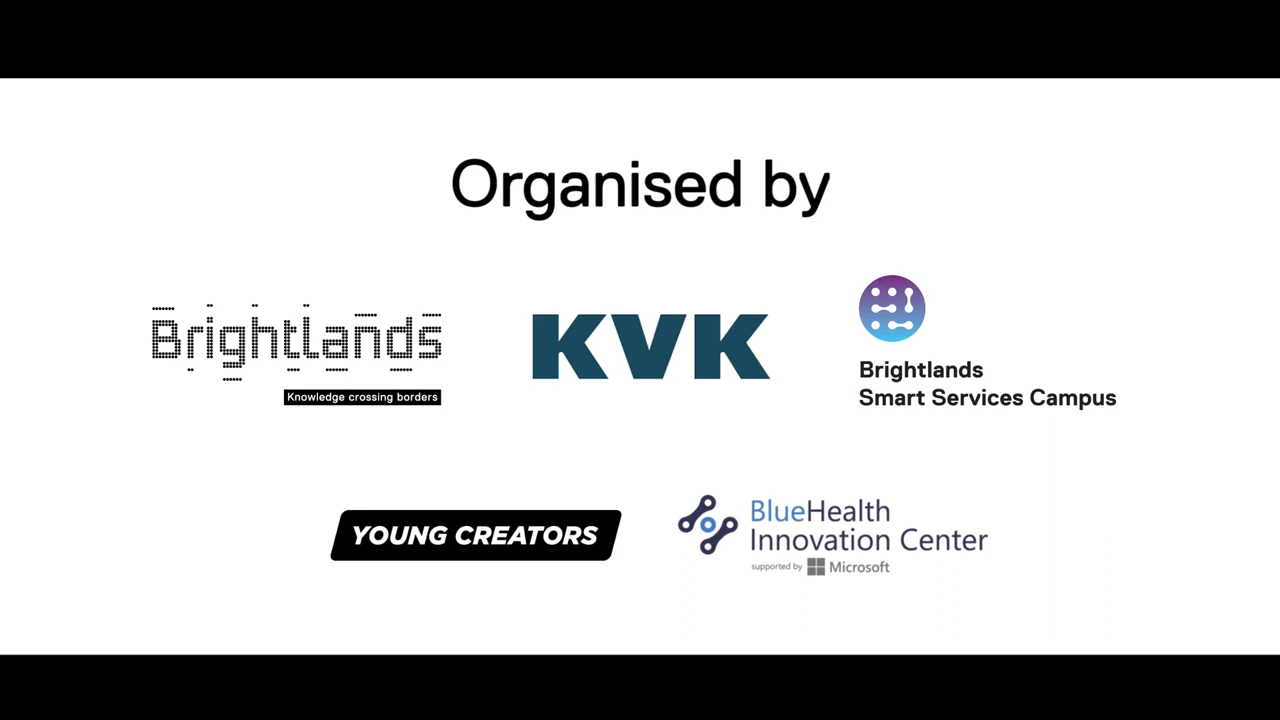 Organised by
Brightlands
Knowledge crossing borders
KVK
Brightlands
Smart Services Campus
YOUNG CREATORS
BlueHealth
Innovation Center
supported by Microsoft